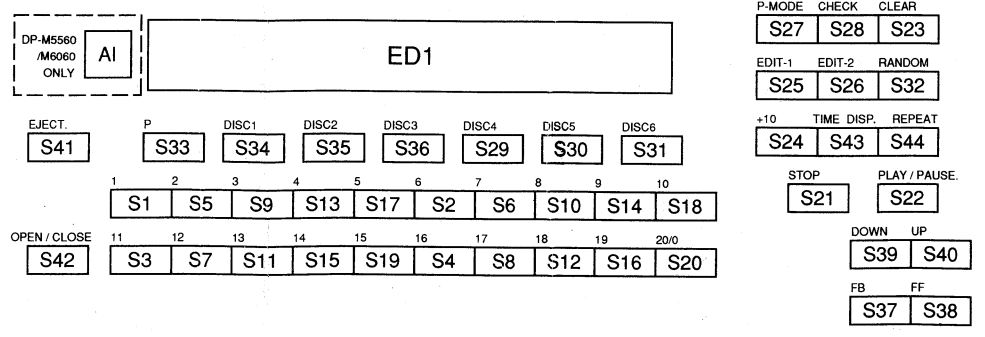 P-MODE CHECK CLEAR
S27 S28 S23
DP-M5560
/M6060
ONLY
AI
ED1
EDIT-1 EDIT-2 RANDOM
S25 S26 S32
EJECT. P DISC1 DISC2 DISC3 DISC4 DISC5 DISC6
S41 S33 S34 S35 S36 S29 S30 S31
+10 TIME DISP. REPEAT
S24 S43 S44
STOP PLAY / PAUSE.
S21 S22
1 2 3 4 5 6 7 8 9 10
S1 S5 S9 S13 S17 S2 S6 S10 S14 S18
OPEN / CLOSE 11 12 13 14 15 16 17 18 19 20/0
S42 S3 S7 S11 S15 S19 S4 S8 S12 S16 S20
DOWN UP
S39 S40
FB FF
S37 S38